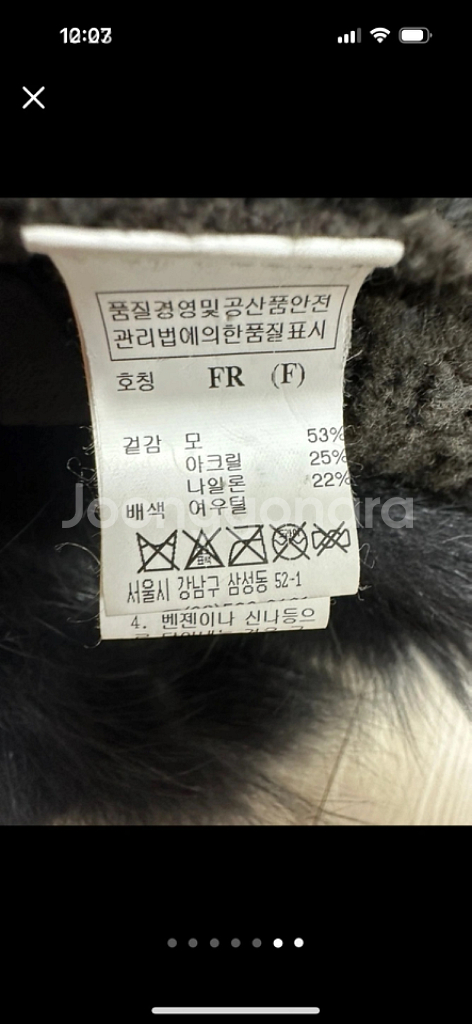 품질경영및공산품안전
관리법에의한품질표시
호칭 FR (F)
겉감 모 53%
아크릴 25%
나일론 22%
배색 여우털
Joonggonara
서울시 강남구 삼성동 52-1
4. 벤젠이나 신나등으